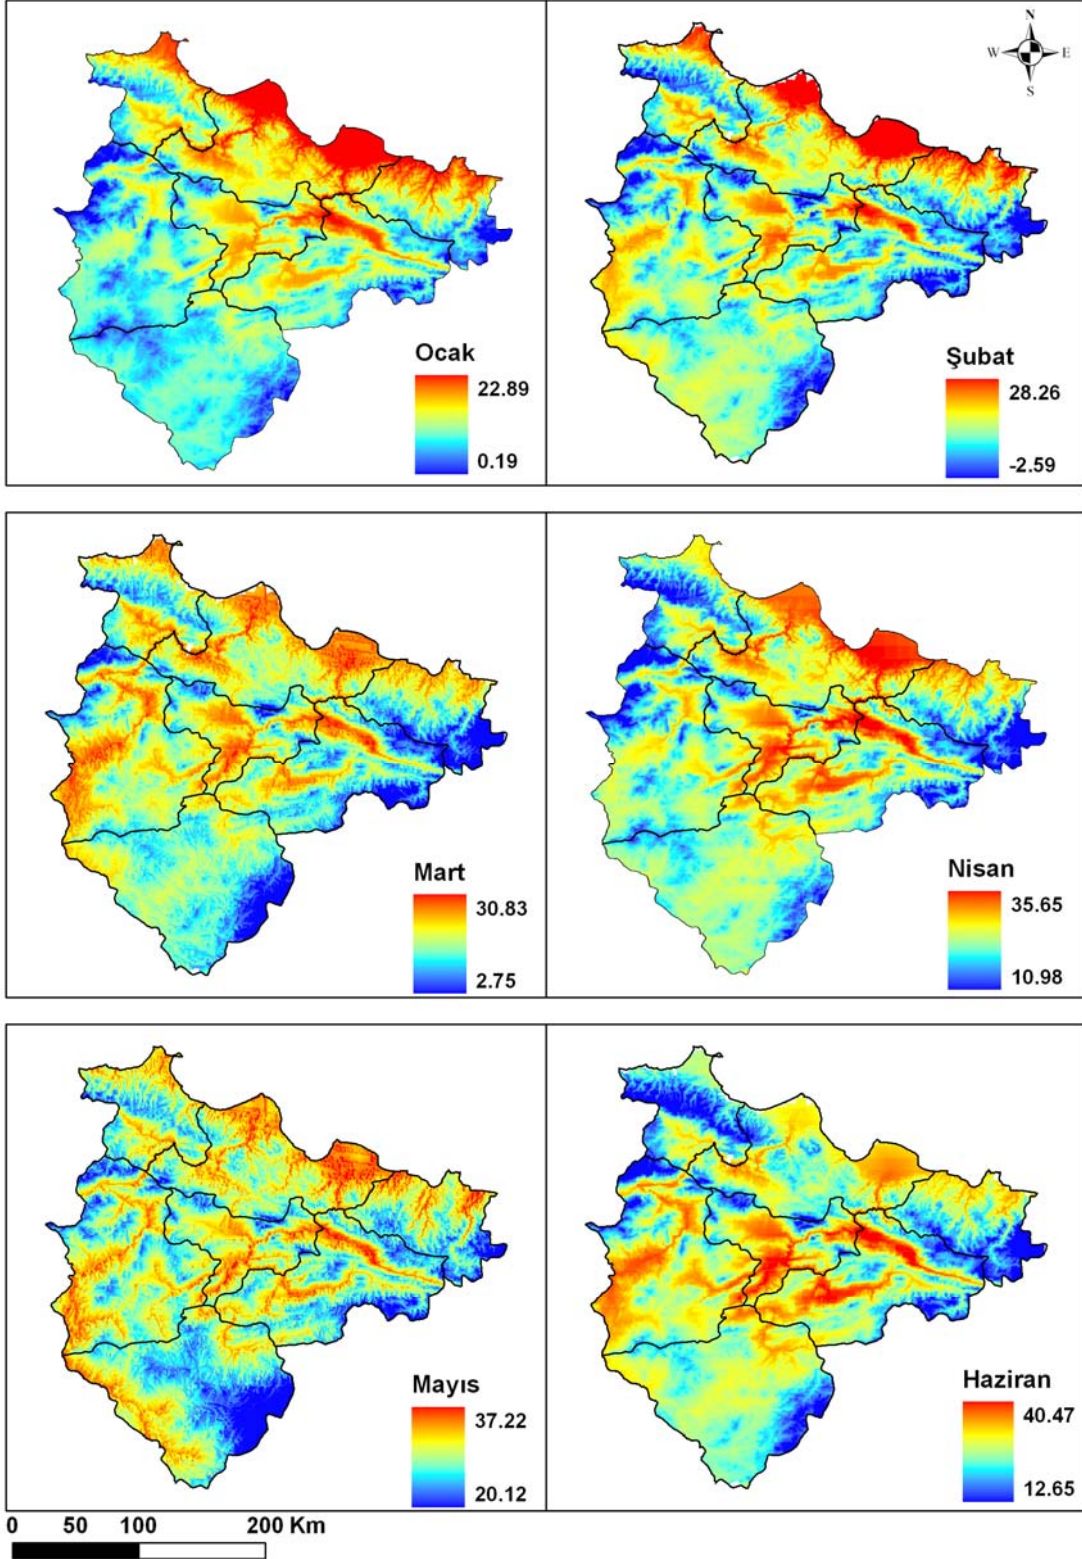 N
W E
S
Ocak
22.89
0.19
Şubat
28.26
-2.59
Mart
30.83
2.75
Nisan
35.65
10.98
Mayıs
37.22
20.12
Haziran
40.47
12.65
0 50 100 200 Km